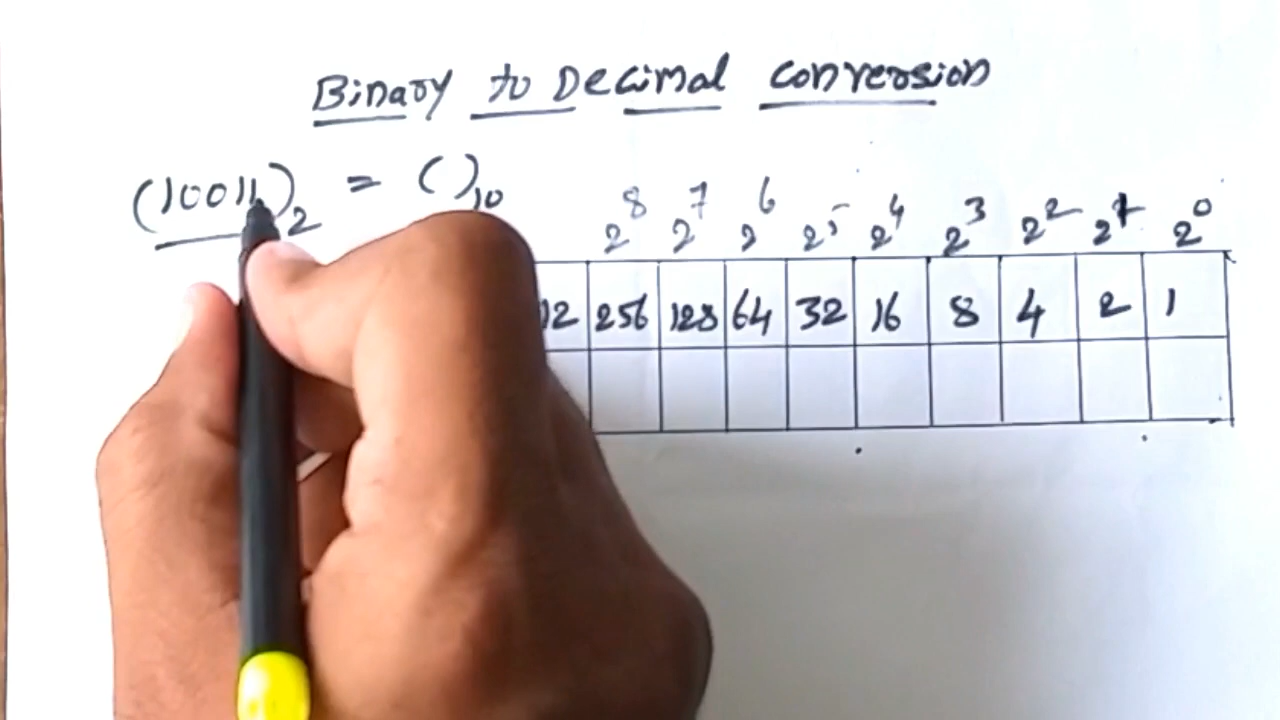 Binary to Decimal conversion
(10011)2 = ( )10
2^8 2^7 2^6 2^5 2^4 2^3 2^2 2^1 2^0
12 256 128 64 32 16 8 4 2 1